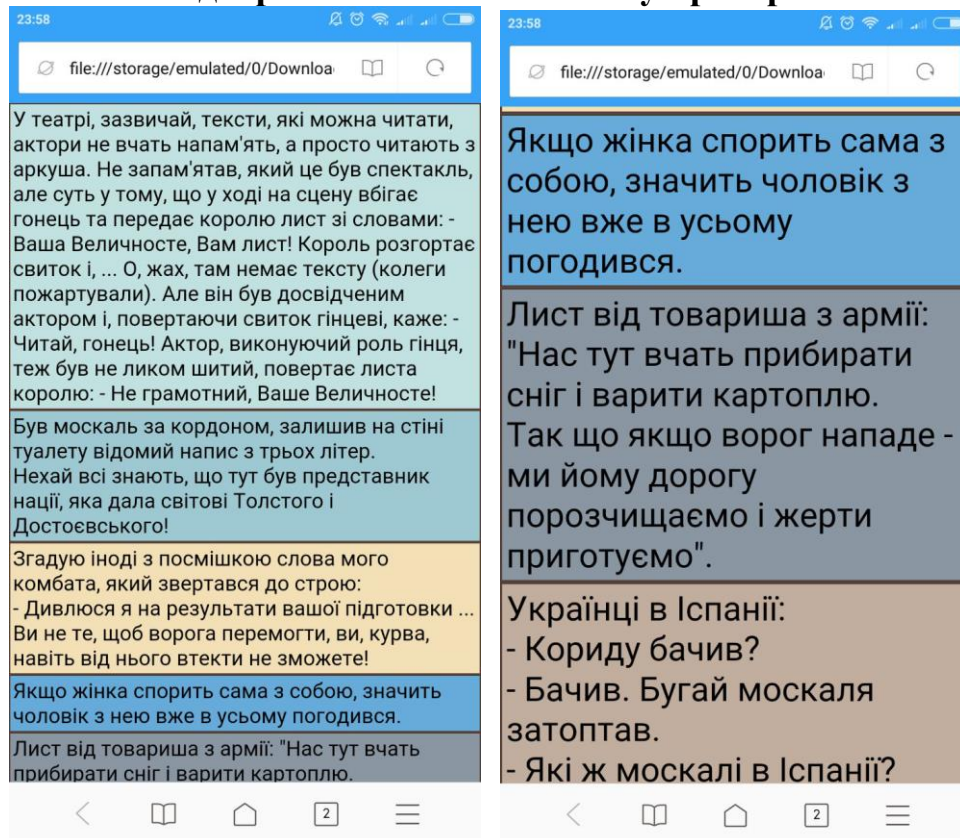 23:58
file:///storage/emulated/0/Downloa
У театрі, зазвичай, тексти, які можна читати,
актори не вчать напам'ять, а просто читають з
аркуша. Не запам'ятав, який це був спектакль,
але суть у тому, що у ході на сцену вбігає
гонець та передає королю лист зі словами: -
Ваша Величносте, Вам лист! Король розгортає
свиток і, ... О, жах, там немає тексту (колеги
пожартували). Але він був досвідченим
актором і, повертаючи свиток гінцеві, каже: -
Читай, гонець! Актор, виконуючий роль гінця,
теж був не ликом шитий, повертає листа
королю: - Не грамотний, Ваше Величносте!
Був москаль за кордоном, залишив на стіні
туалету відомий напис з трьох літер.
Нехай всі знають, що тут був представник
нації, яка дала світові Толстого і
Достоєвського!
Згадую іноді з посмішкою слова мого
комбата, який звертався до строю:
- Дивлюся я на результати вашої підготовки ...
Ви не те, щоб ворога перемогти, ви, курва,
навіть від нього втекти не зможете!
Якщо жінка спорить сама з собою, значить
чоловік з нею вже в усьому погодився.
Лист від товариша з армії: "Нас тут вчать
прибирати сніг і варити картоплю.
2
23:58
file:///storage/emulated/0/Downloa
Якщо жінка спорить сама з
собою, значить чоловік з
нею вже в усьому
погодився.
Лист від товариша з армії:
"Нас тут вчать прибирати
сніг і варити картоплю.
Так що якщо ворог нападе -
ми йому дорогу
порозчищаємо і жерти
приготуємо".
Українці в Іспанії:
- Кориду бачив?
- Бачив. Бугай москаля
затоптав.
- Які ж москалі в Іспанії?
2